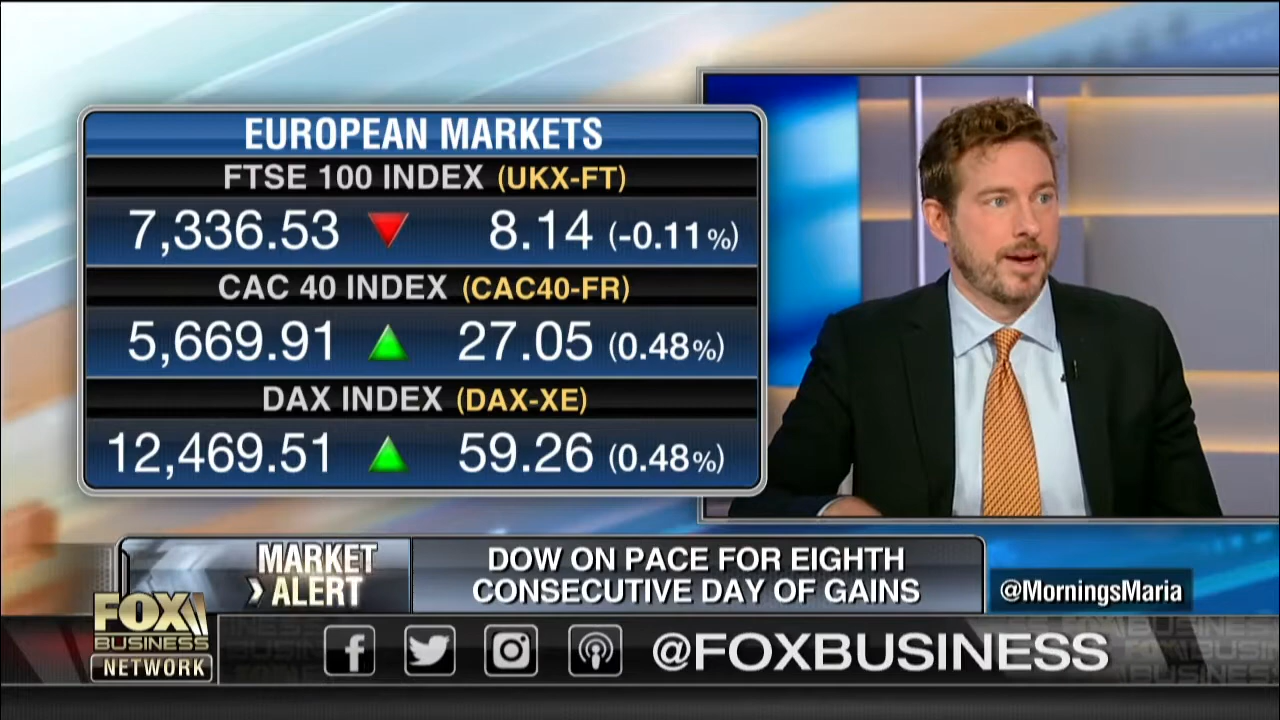 EUROPEAN MARKETS
FTSE 100 INDEX (UKX-FT)
7,336.53 8.14 (-0.11%)
CAC 40 INDEX (CAC40-FR)
5,669.91 27.05 (0.48%)
DAX INDEX (DAX-XE)
12,469.51 59.26 (0.48%)
MARKET
ALERT
DOW ON PACE FOR EIGHTH
CONSECUTIVE DAY OF GAINS
@MorningsMaria
FOX
BUSINESS
NETWORK
@FOXBUSINESS